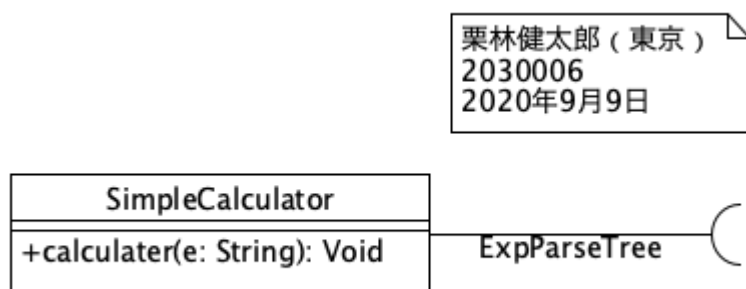 栗林健太郎（東京）
2030006
2020年9月9日
SimpleCalculator
+calculater(e: String): Void
ExpParseTree